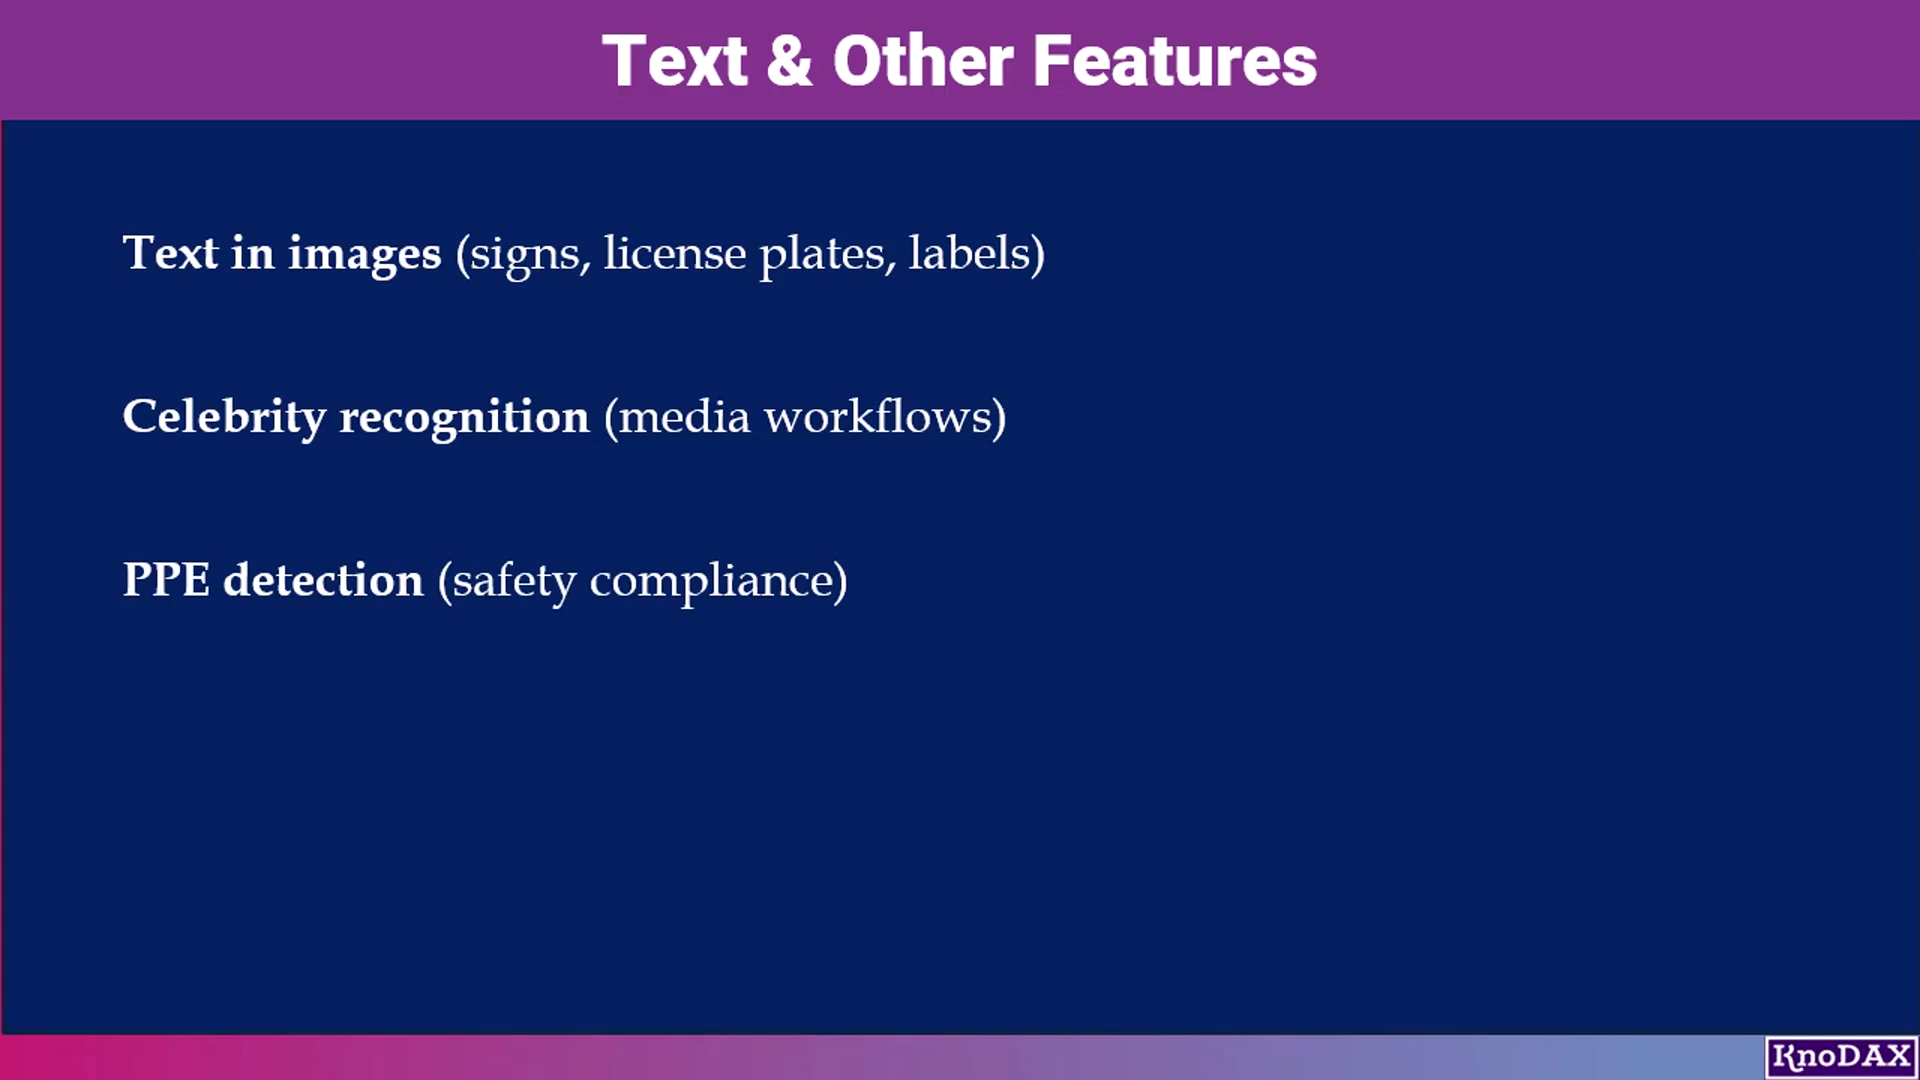 Text & Other Features
Text in images (signs, license plates, labels)
Celebrity recognition (media workflows)
PPE detection (safety compliance)
KnoDAX